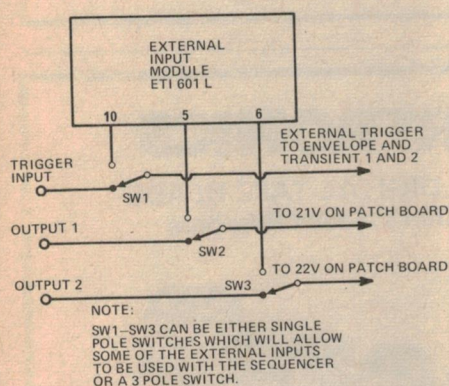 EXTERNAL
INPUT
MODULE
ETI 601 L
10
5
6
EXTERNAL TRIGGER
TO ENVELOPE AND
TRANSIENT 1 AND 2
TRIGGER
INPUT
SW1
TO 21V ON PATCH BOARD
OUTPUT 1
SW2
TO 22V ON PATCH BOARD
OUTPUT 2
SW3
NOTE:
SW1–SW3 CAN BE EITHER SINGLE
POLE SWITCHES WHICH WILL ALLOW
SOME OF THE EXTERNAL INPUTS
TO BE USED WITH THE SEQUENCER
OR A 3 POLE SWITCH.